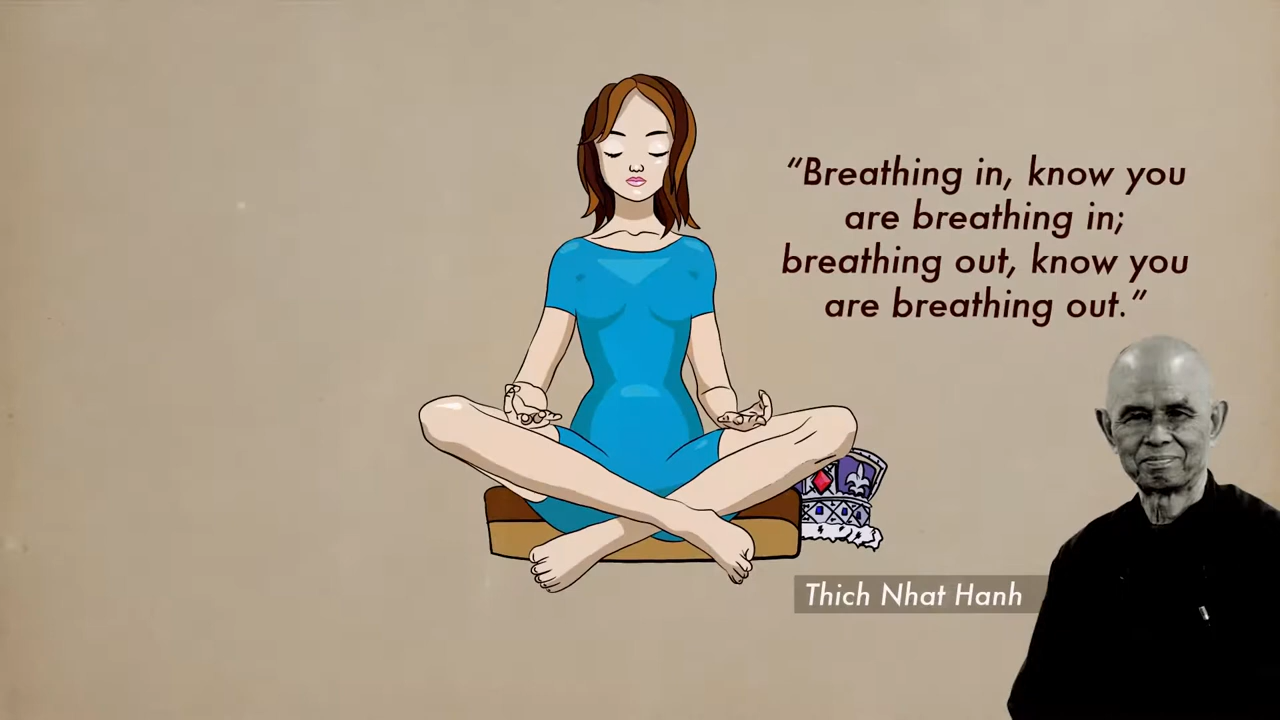 “Breathing in, know you
are breathing in;
breathing out, know you
are breathing out.”
Thich Nhat Hanh